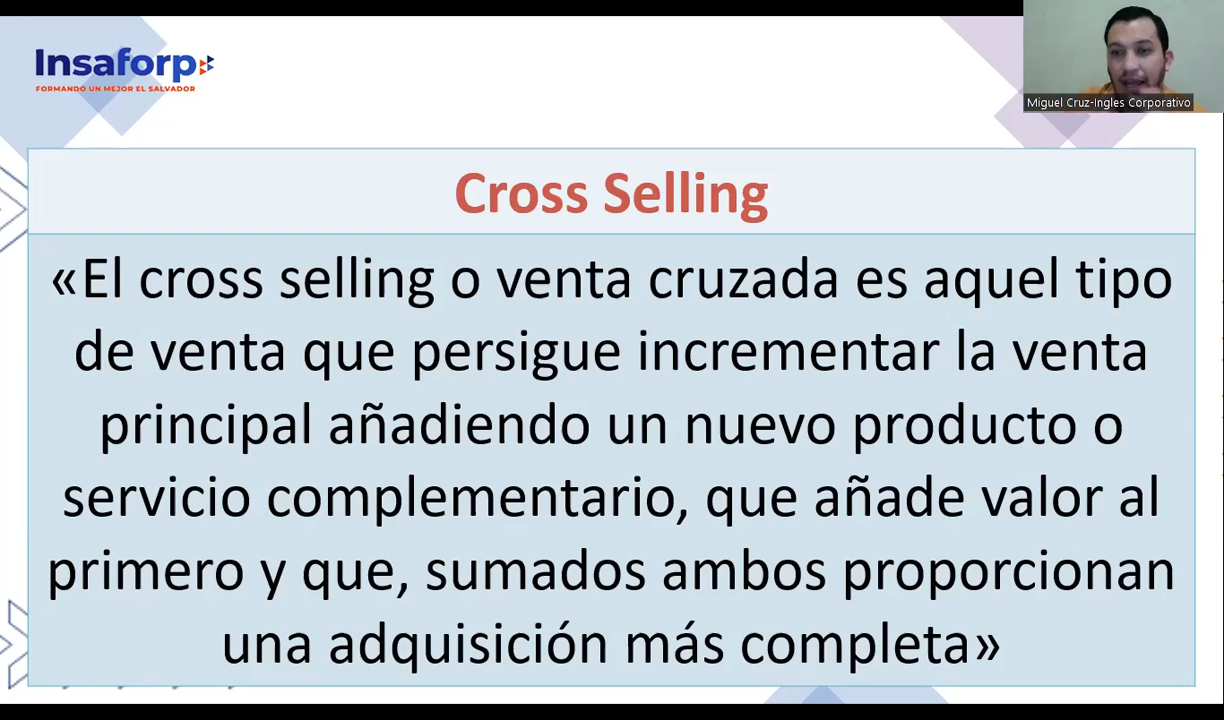 Insaforp
FORMANDO UN MEJOR EL SALVADOR
Miguel Cruz-Ingles Corporativo
Cross Selling
«El cross selling o venta cruzada es aquel tipo
de venta que persigue incrementar la venta
principal añadiendo un nuevo producto o
servicio complementario, que añade valor al
primero y que, sumados ambos proporcionan
una adquisición más completa»